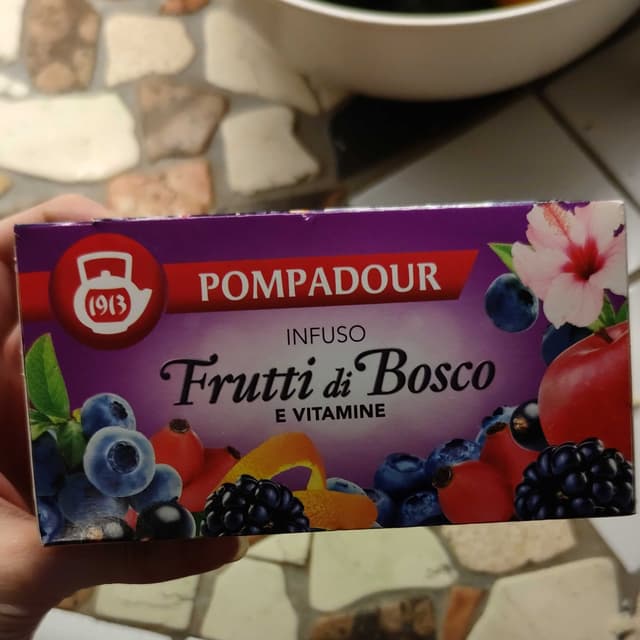 1913
POMPADOUR
INFUSO
Frutti di Bosco
E VITAMINE